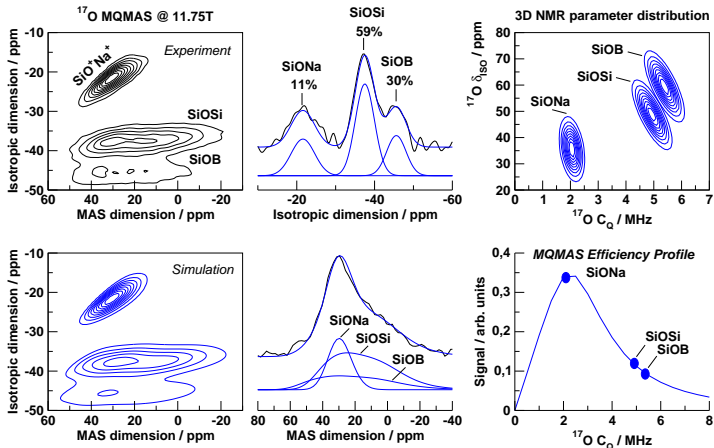 17O MQMAS @ 11.75T
-10
-20
-30
-40
-50
Isotropic dimension / ppm
SiO+Na+
Experiment
SiOSi
SiOB
60 40 20 0 -20
MAS dimension / ppm
SiOSi
59%
SiONa
11%
SiOB
30%
-20 -40 -60
Isotropic dimension / ppm
3D NMR parameter distribution
80
70
60
50
40
30
20
17O δISO / ppm
SiOB
SiOSi
SiONa
0 1 2 3 4 5 6 7
17O CQ / MHz
-10
-20
-30
-40
-50
Isotropic dimension / ppm
Simulation
60 40 20 0 -20
MAS dimension / ppm
SiONa
SiOSi
SiOB
80 60 40 20 0 -20 -40
MAS dimension / ppm
0,4
0,3
0,2
0,1
0
Signal / arb. units
MQMAS Efficiency Profile
SiONa
SiOSi
SiOB
0 2 4 6 8
17O CQ / MHz